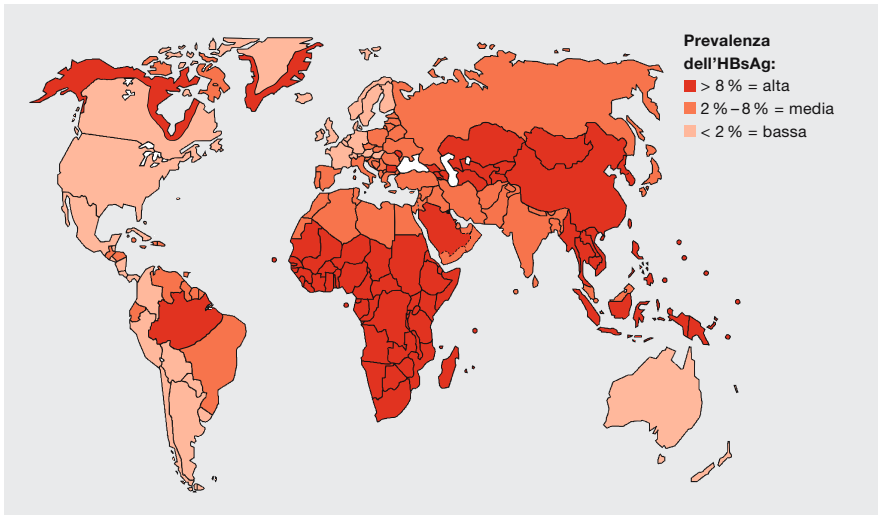 Prevalenza
dell'HBsAg:
> 8 % = alta
2 % – 8 % = media
< 2 % = bassa